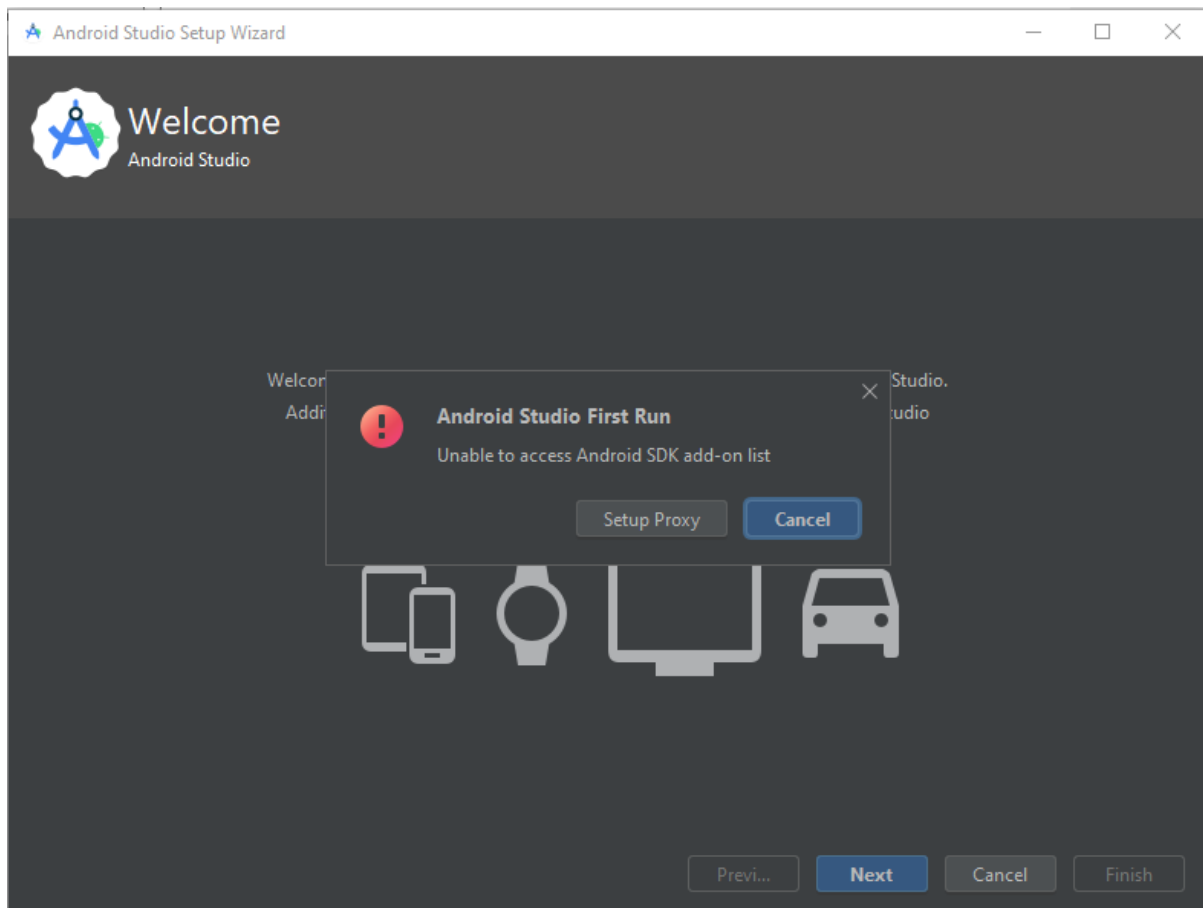 Android Studio Setup Wizard
Welcome
Android Studio
Studio.
Android Studio First Run
Unable to access Android SDK add-on list
Setup Proxy
Cancel
Previ...
Next
Cancel
Finish